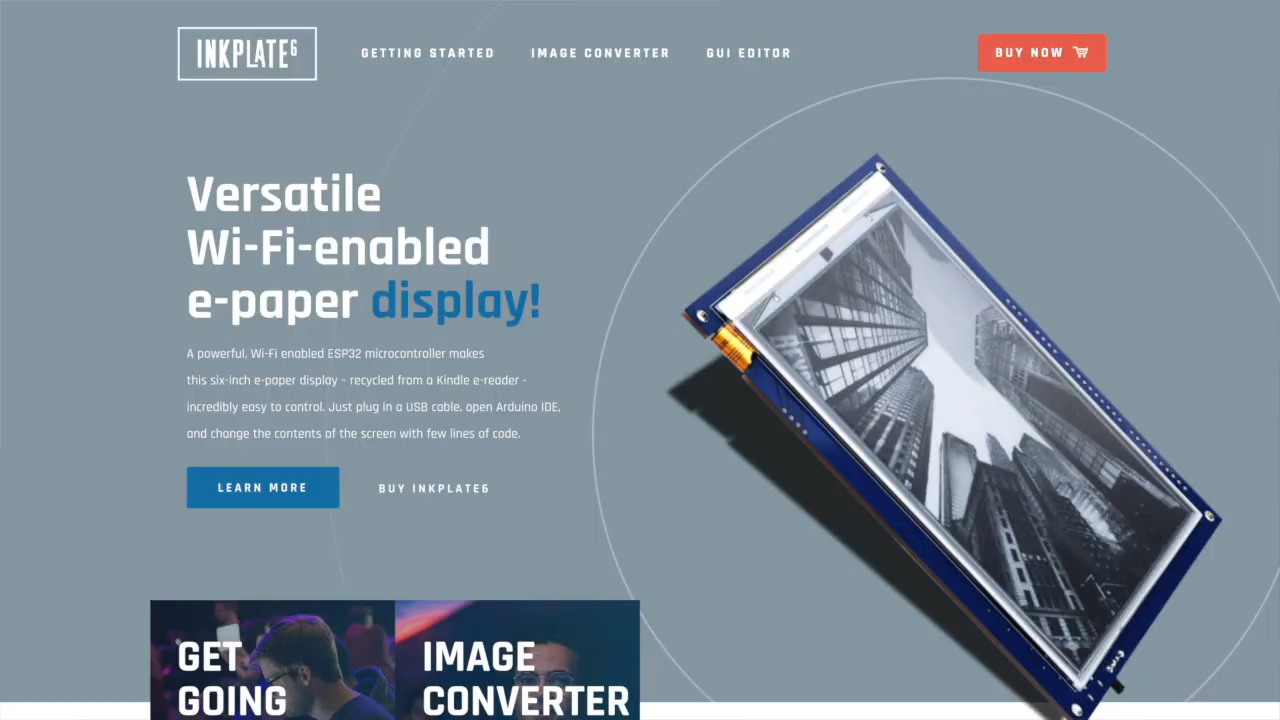 INKPLATE6
GETTING STARTED
IMAGE CONVERTER
GUI EDITOR
BUY NOW
Versatile
Wi-Fi-enabled
e-paper display!
A powerful, Wi-Fi enabled ESP32 microcontroller makes
this six-inch e-paper display – recycled from a Kindle e-reader -
incredibly easy to control. Just plug in a USB cable, open Arduino IDE,
and change the contents of the screen with few lines of code.
LEARN MORE
BUY INKPLATE6
GET
GOING
IMAGE
CONVERTER